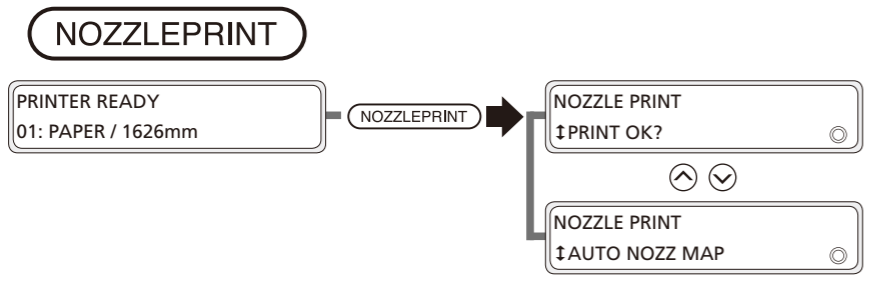 NOZZLEPRINT
PRINTER READY
01: PAPER / 1626mm
NOZZLEPRINT
NOZZLE PRINT
↕PRINT OK?
NOZZLE PRINT
↕AUTO NOZZ MAP